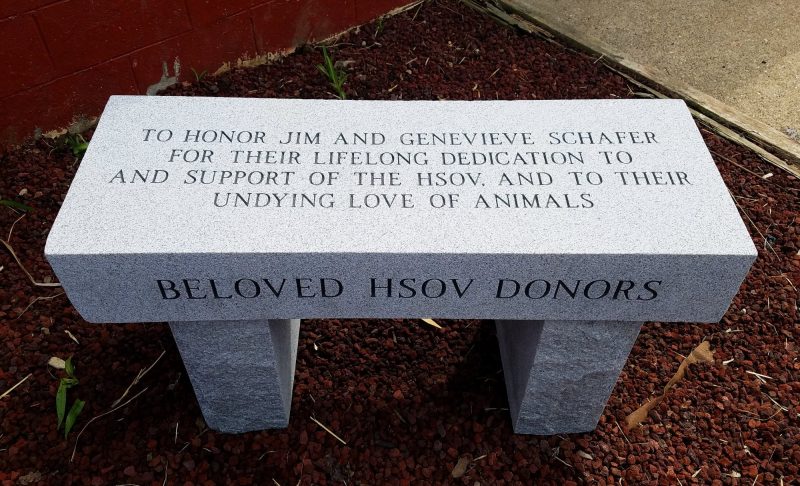 TO HONOR JIM AND GENEVIEVE SCHAFER
FOR THEIR LIFELONG DEDICATION TO
AND SUPPORT OF THE HSOV, AND TO THEIR
UNDYING LOVE OF ANIMALS
BELOVED HSOV DONORS